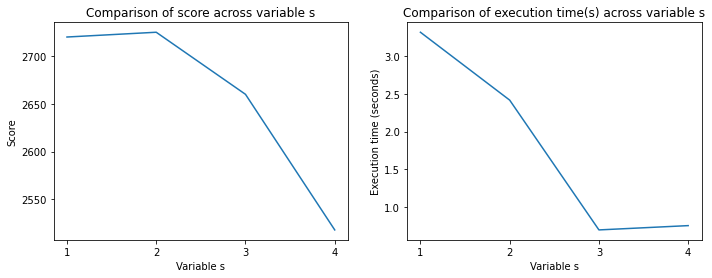 Comparison of score across variable s
Score
2700
2650
2600
2550
1 2 3 4
Variable s
Comparison of execution time(s) across variable s
Execution time (seconds)
3.0
2.5
2.0
1.5
1.0
1 2 3 4
Variable s